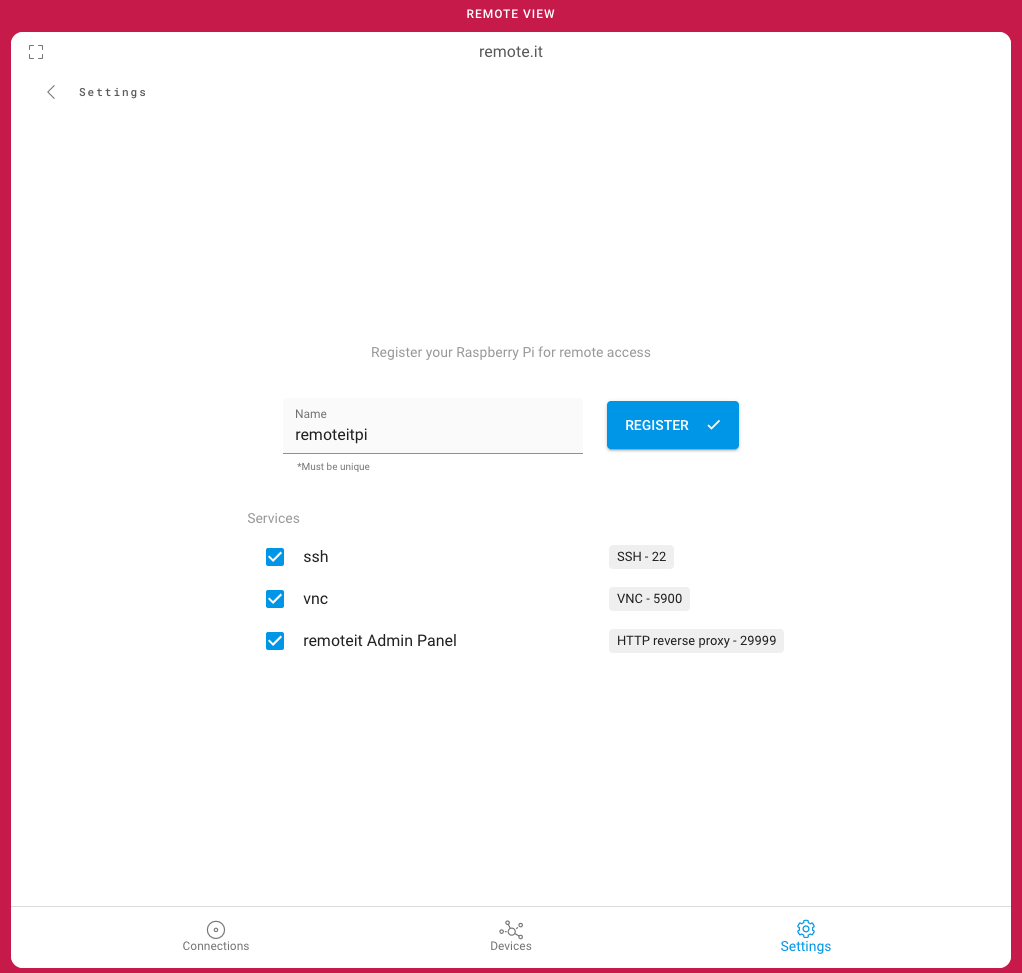 REMOTE VIEW
remote.it
Settings
Register your Raspberry Pi for remote access
Name
remoteitpi
REGISTER
*Must be unique
Services
ssh SSH - 22
vnc VNC - 5900
remoteit Admin Panel HTTP reverse proxy - 29999
Connections Devices Settings